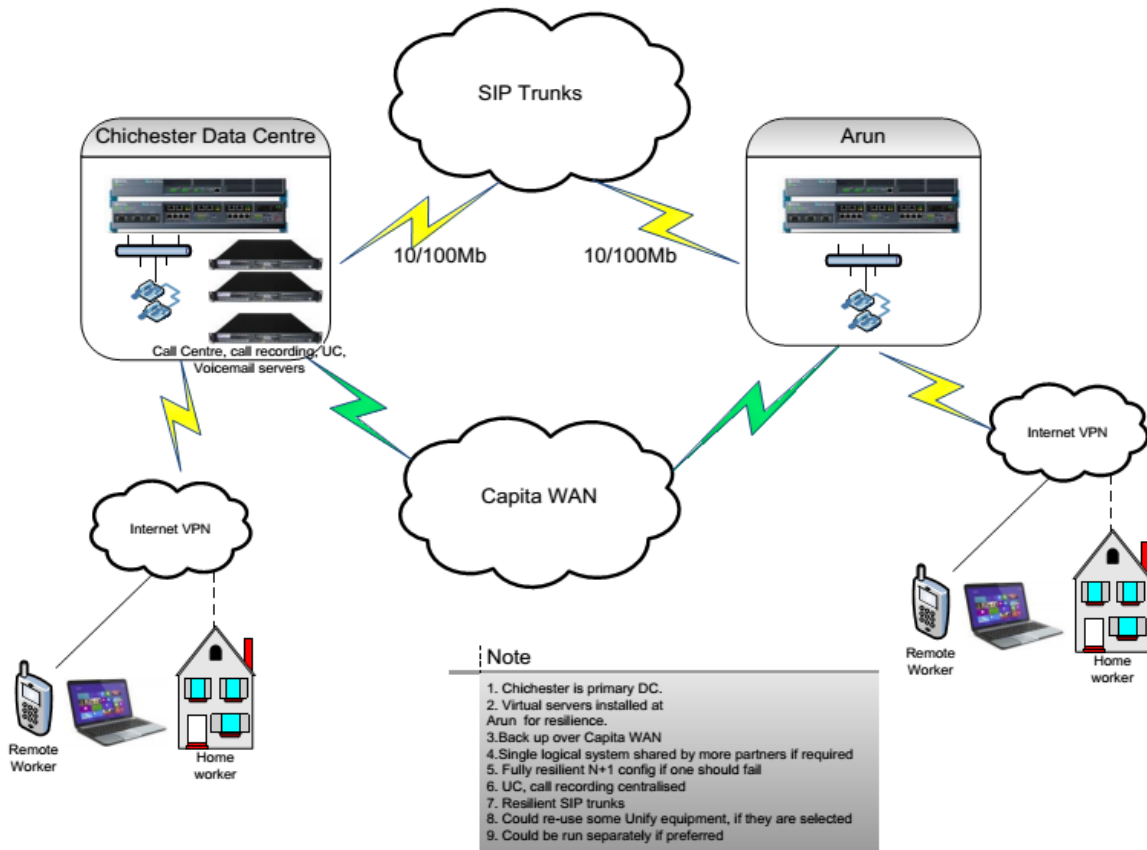 SIP Trunks
Chichester Data Centre
Arun
10/100Mb
10/100Mb
Call Centre, call recording, UC,
Voicemail servers
Internet VPN
Capita WAN
Internet VPN
Remote
Worker
Home
worker
Remote
Worker
Home
worker
Note
1. Chichester is primary DC.
2. Virtual servers installed at
Arun for resilience.
3.Back up over Capita WAN
4.Single logical system shared by more partners if required
5. Fully resilient N+1 config if one should fail
6. UC, call recording centralised
7. Resilient SIP trunks
8. Could re-use some Unify equipment, if they are selected
9. Could be run separately if preferred